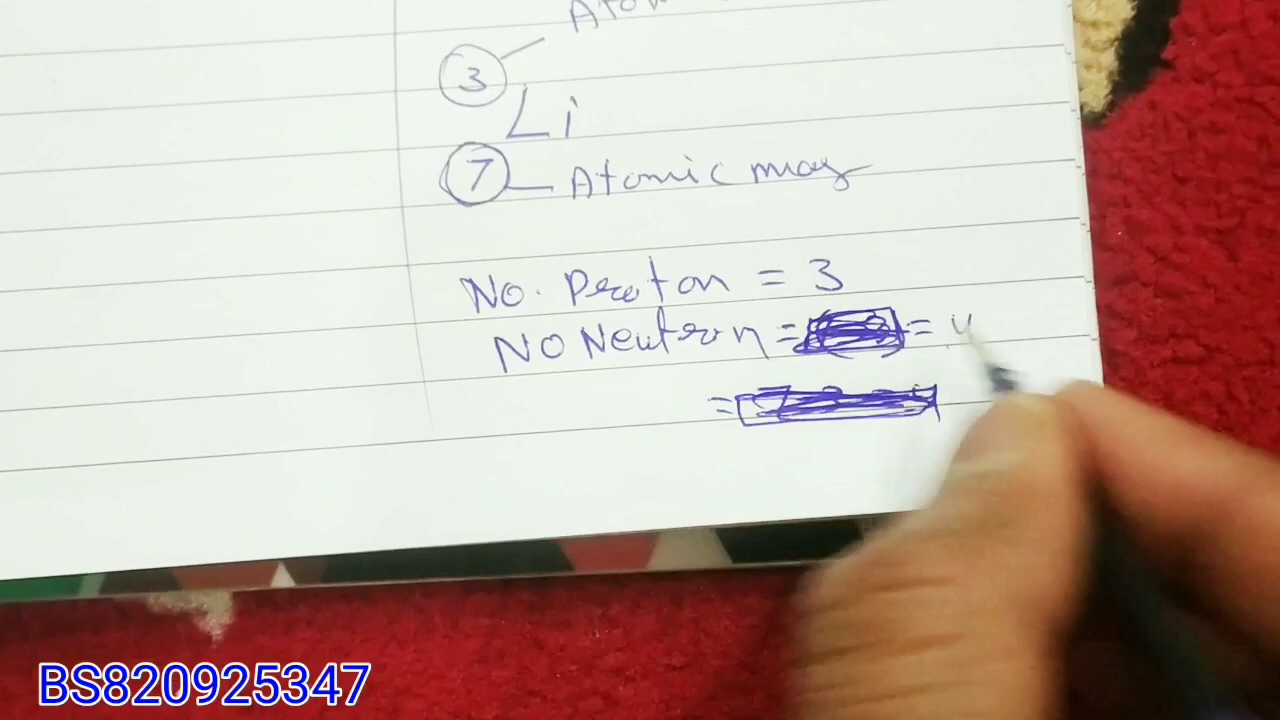 3
Li
7 Atomic mas
No. Proton = 3
NO Neutron = = 4
=
BS820925347